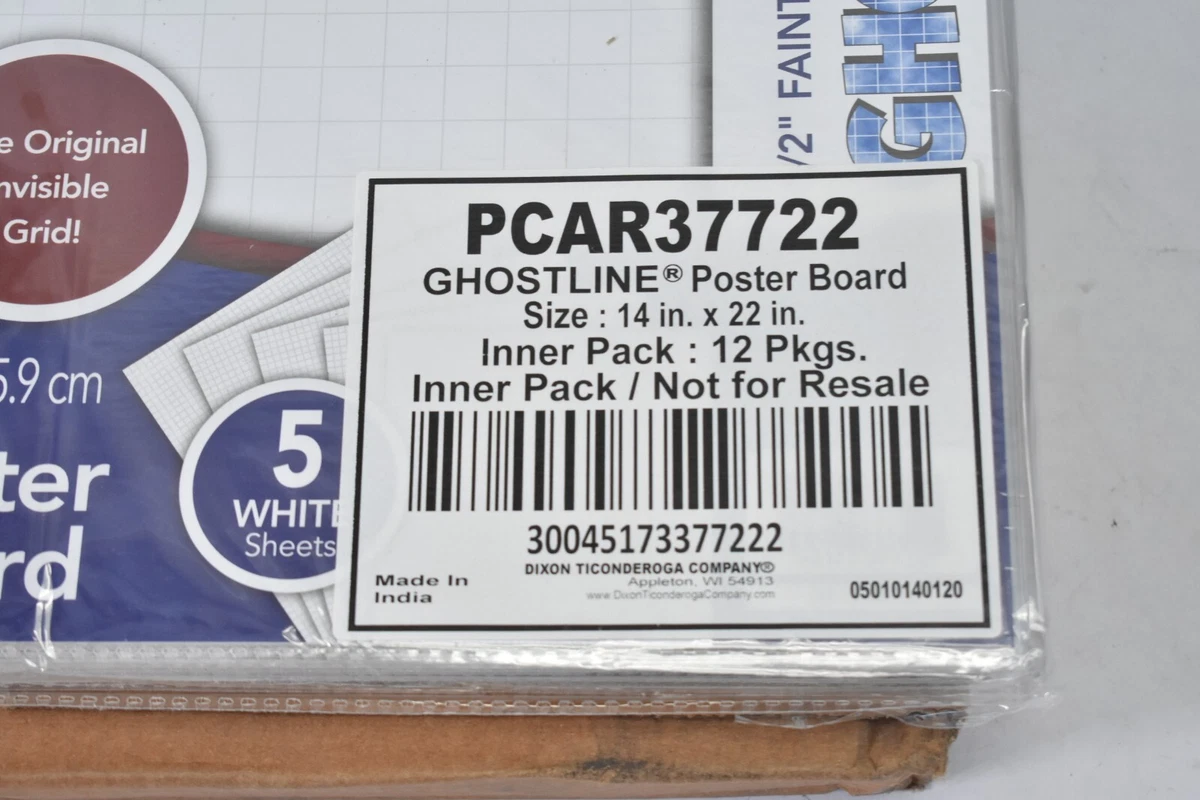 e Original
nvisible
Grid!
/2" FAINT
GHO
5.9 cm
ter
rd
5
WHITE
Sheets
PCAR37722
GHOSTLINE® Poster Board
Size : 14 in. x 22 in.
Inner Pack : 12 Pkgs.
Inner Pack / Not for Resale
30045173377222
DIXON TICONDEROGA COMPANY®
Appleton, WI 54913
www.DixonTiconderogaCompany.com
Made In
India
05010140120